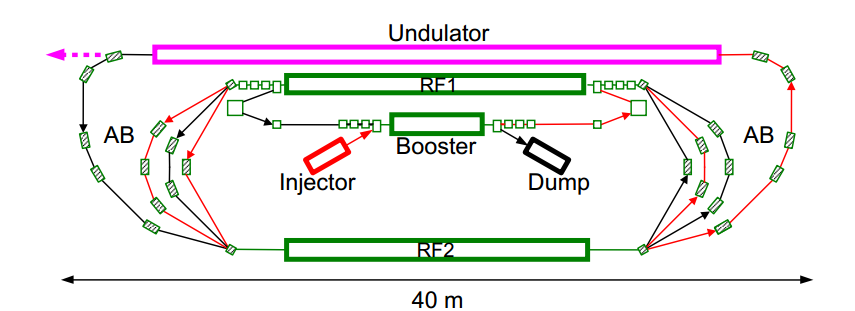 Undulator
RF1
AB
AB
Booster
Injector
Dump
RF2
40 m